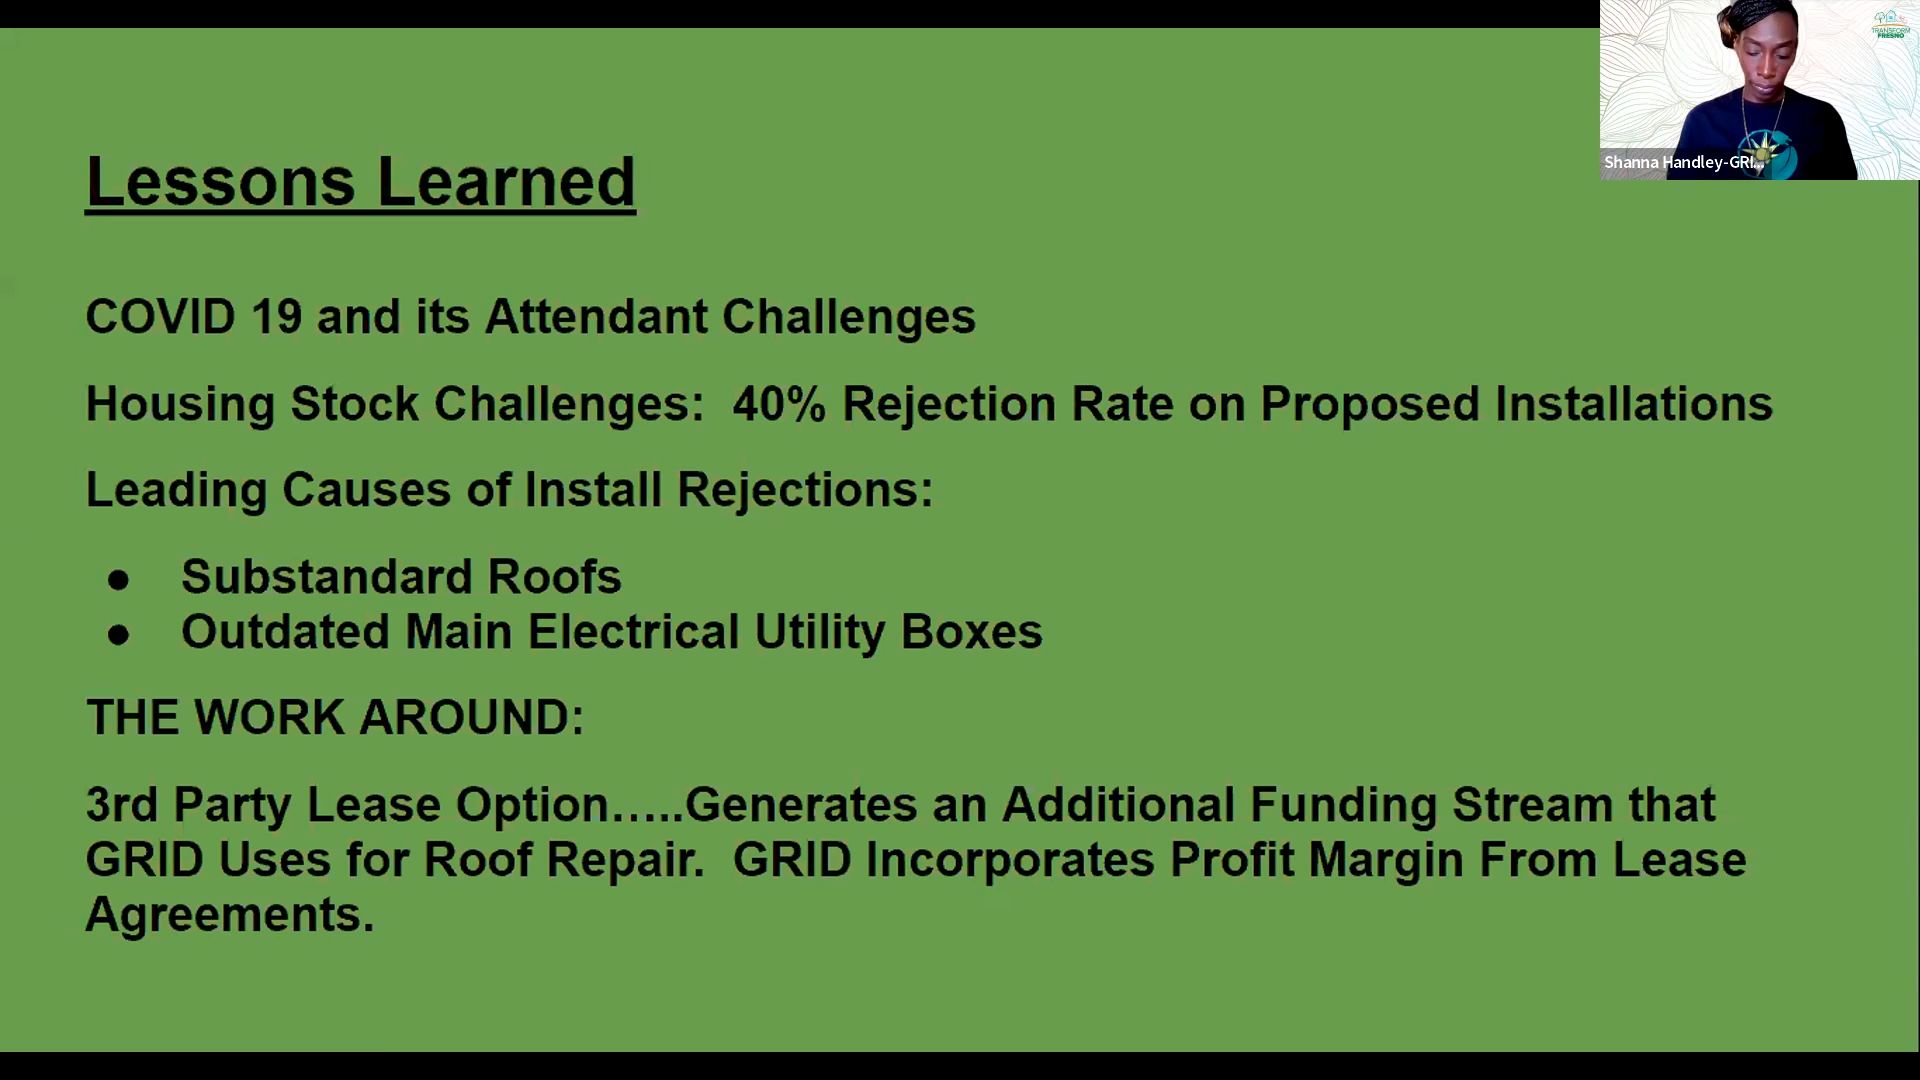 TRANSFORM
FRESNO
Shanna Handley-GRI...
Lessons Learned
COVID 19 and its Attendant Challenges
Housing Stock Challenges:  40% Rejection Rate on Proposed Installations
Leading Causes of Install Rejections:
● Substandard Roofs
● Outdated Main Electrical Utility Boxes
THE WORK AROUND:
3rd Party Lease Option…..Generates an Additional Funding Stream that
GRID Uses for Roof Repair.  GRID Incorporates Profit Margin From Lease
Agreements.